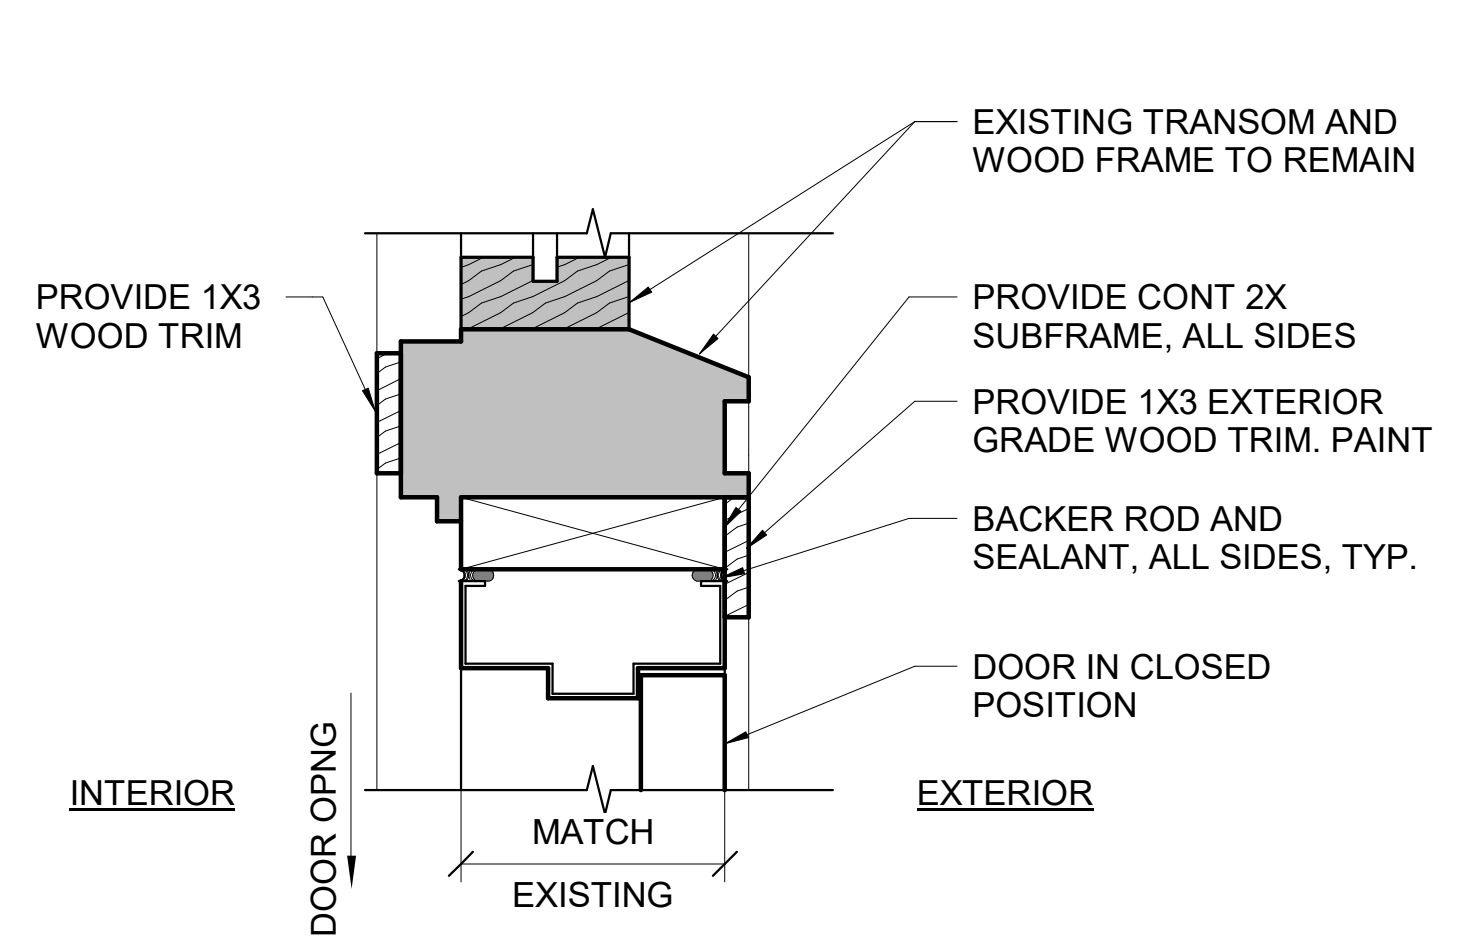 EXISTING TRANSOM AND
WOOD FRAME TO REMAIN
PROVIDE 1X3
WOOD TRIM
PROVIDE CONT 2X
SUBFRAME, ALL SIDES
PROVIDE 1X3 EXTERIOR
GRADE WOOD TRIM. PAINT
BACKER ROD AND
SEALANT, ALL SIDES, TYP.
DOOR IN CLOSED
POSITION
INTERIOR
DOOR OPNG
EXTERIOR
MATCH
EXISTING